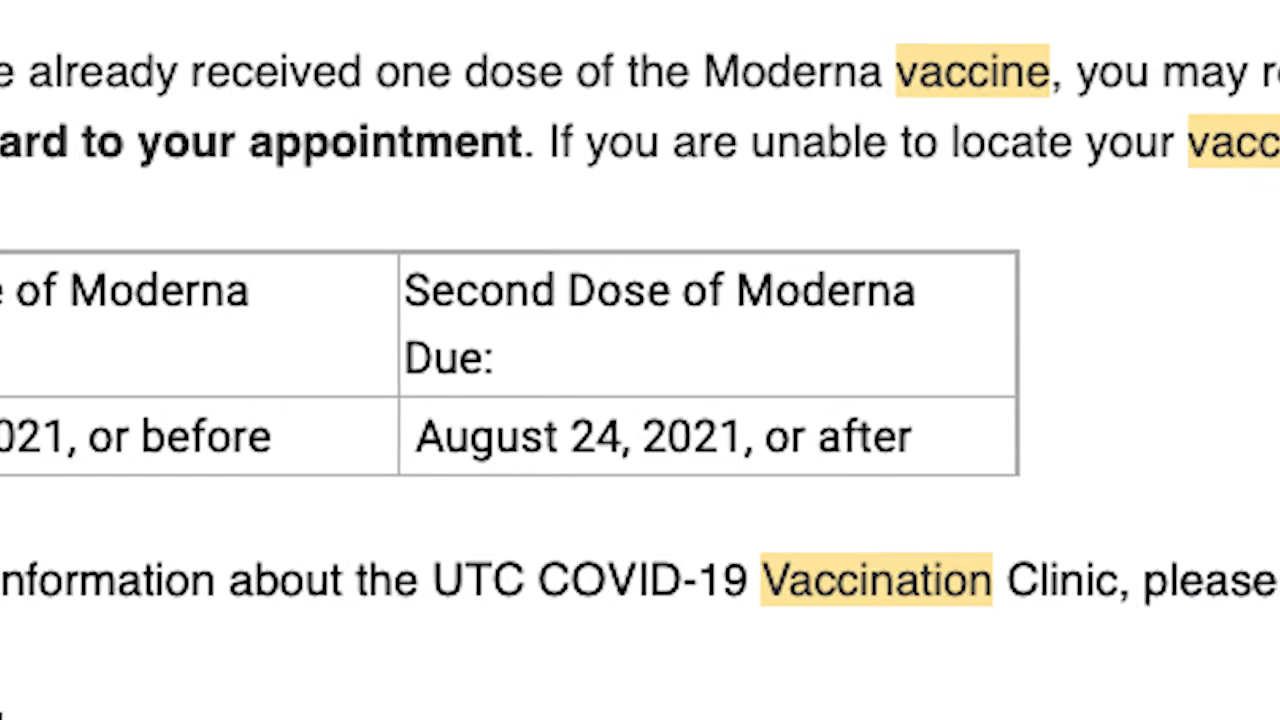 e already received one dose of the Moderna vaccine, you may r
ard to your appointment. If you are unable to locate your vacc
e of Moderna
Second Dose of Moderna
Due:
021, or before
August 24, 2021, or after
nformation about the UTC COVID-19 Vaccination Clinic, please